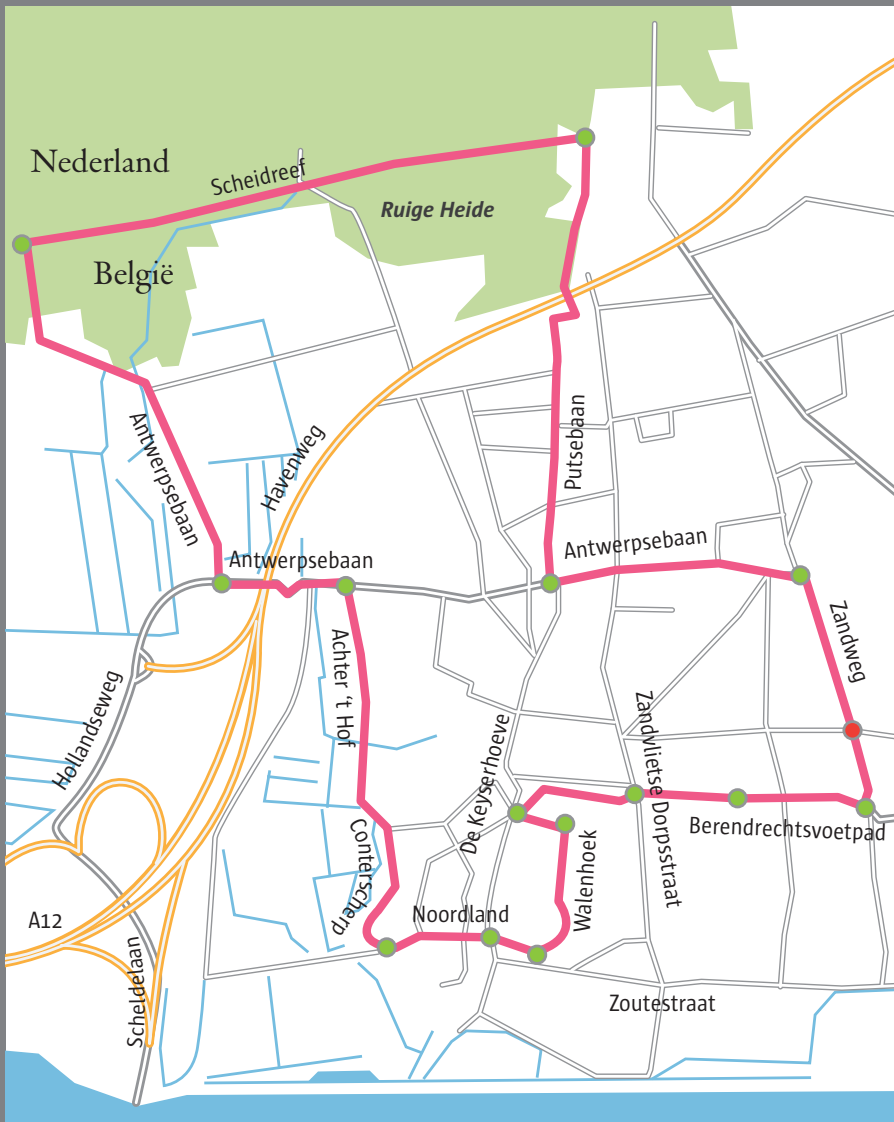 Nederland
Scheidreef
Ruige Heide
België
Putsebaan
Antwerpsebaan
Havenweg
Antwerpsebaan
Antwerpsebaan
Zandweg
Achter 't Hof
Hollandseweg
De Keyserhoeve
Zandvlietse Dorpsstraat
Berendrechtsvoetpad
Conterscherp
Walenhoek
Noordland
A12
Scheldelaan
Zoutestraat